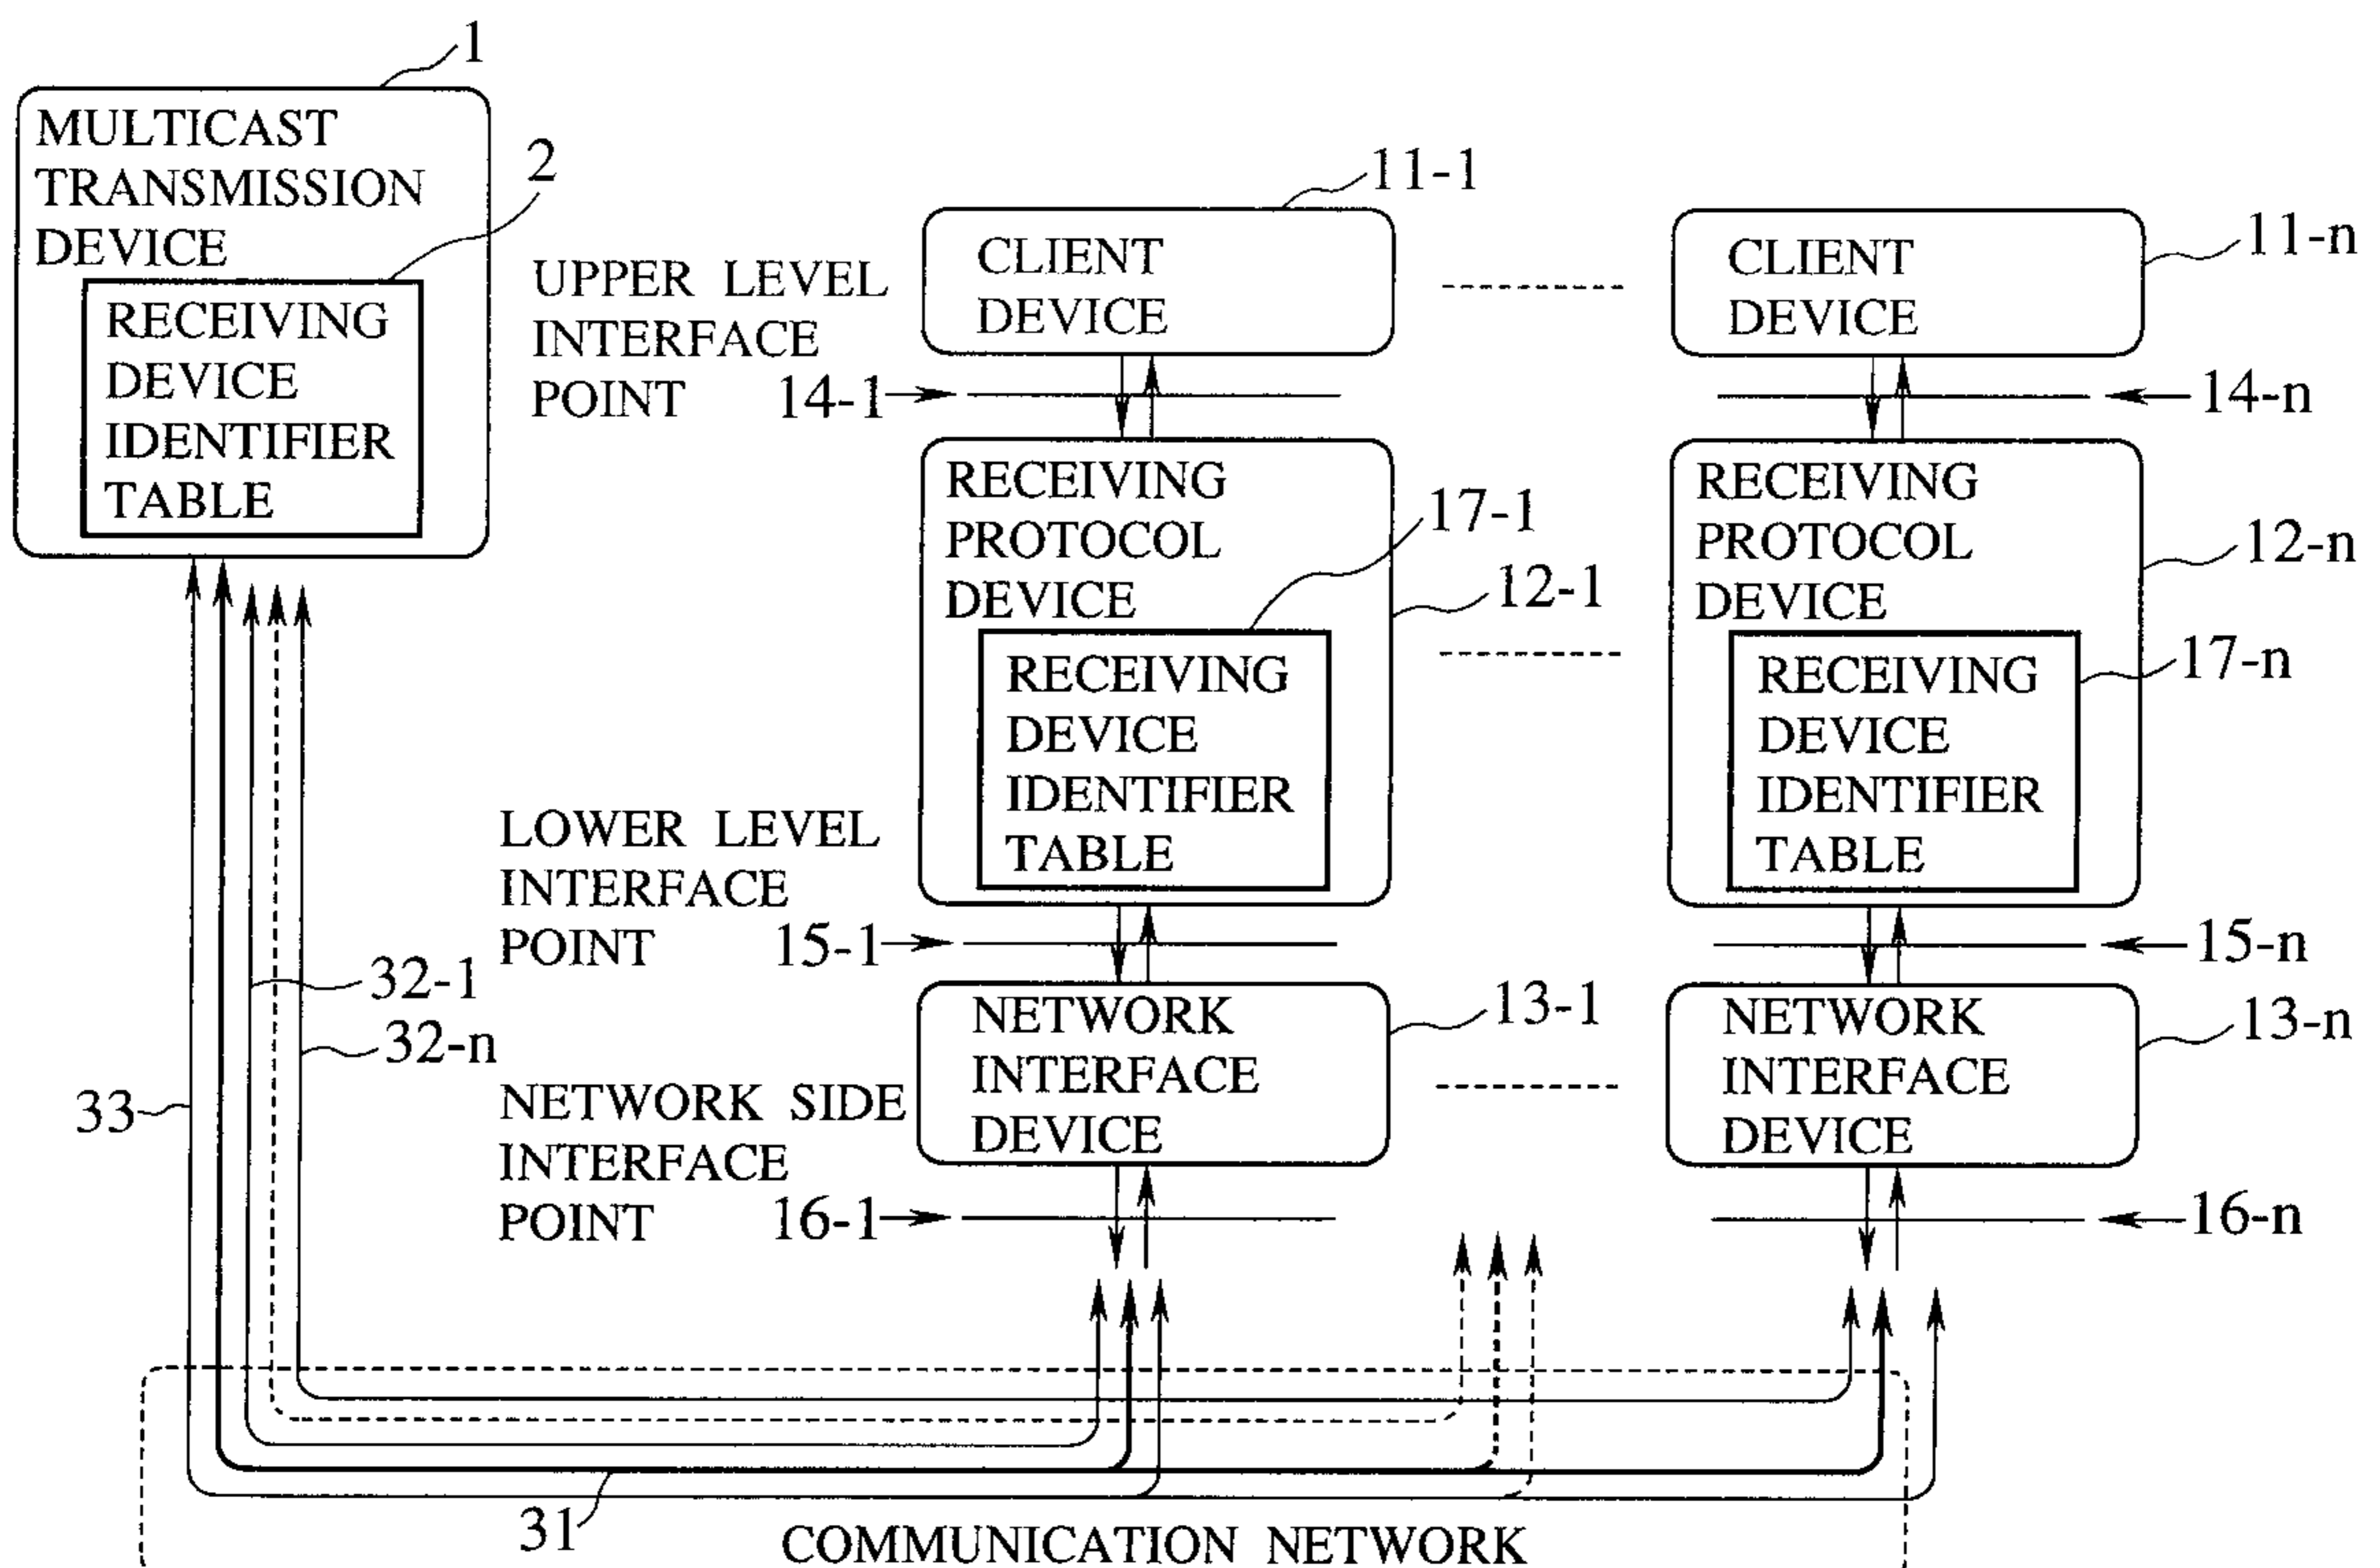 1
MULTICAST
TRANSMISSION
DEVICE
2
RECEIVING
DEVICE
IDENTIFIER
TABLE
11-1
CLIENT
DEVICE
11-n
CLIENT
DEVICE
UPPER LEVEL
INTERFACE
POINT 14-1
14-n
RECEIVING
PROTOCOL
DEVICE
17-1
12-1
RECEIVING
DEVICE
IDENTIFIER
TABLE
RECEIVING
PROTOCOL
DEVICE
12-n
17-n
RECEIVING
DEVICE
IDENTIFIER
TABLE
LOWER LEVEL
INTERFACE
POINT 15-1
15-n
32-1
32-n
33
NETWORK
INTERFACE
DEVICE
13-1
NETWORK
INTERFACE
DEVICE
13-n
NETWORK SIDE
INTERFACE
POINT 16-1
16-n
31
COMMUNICATION NETWORK